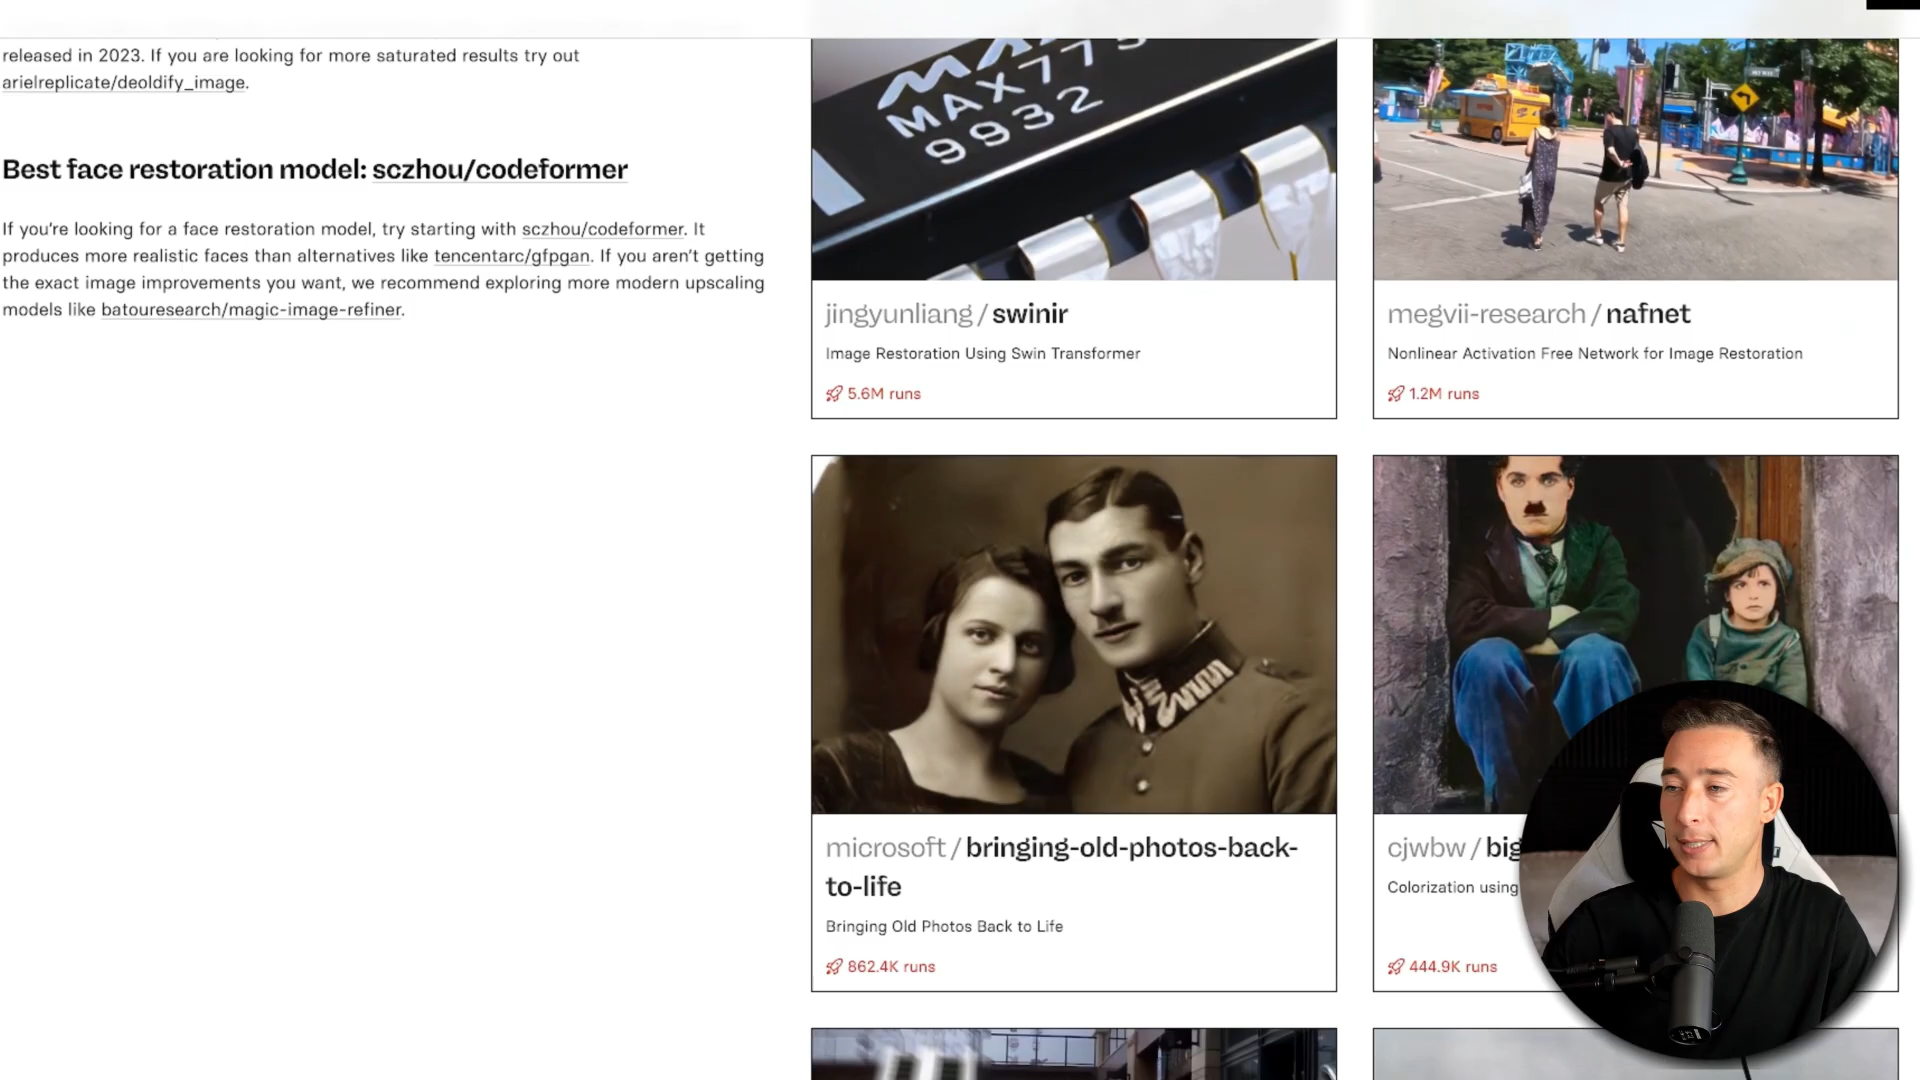 released in 2023. If you are looking for more saturated results try out
arielreplicate/deoldify_image.
Best face restoration model: sczhou/codeformer
If you're looking for a face restoration model, try starting with sczhou/codeformer. It
produces more realistic faces than alternatives like tencentarc/gfpgan. If you aren't getting
the exact image improvements you want, we recommend exploring more modern upscaling
models like batouresearch/magic-image-refiner.
MAX775
9932
jingyunliang / swinir
Image Restoration Using Swin Transformer
5.6M runs
megvii-research / nafnet
Nonlinear Activation Free Network for Image Restoration
1.2M runs
microsoft / bringing-old-photos-back-
to-life
Bringing Old Photos Back to Life
862.4K runs
cjwbw / big
Colorization using
444.9K runs